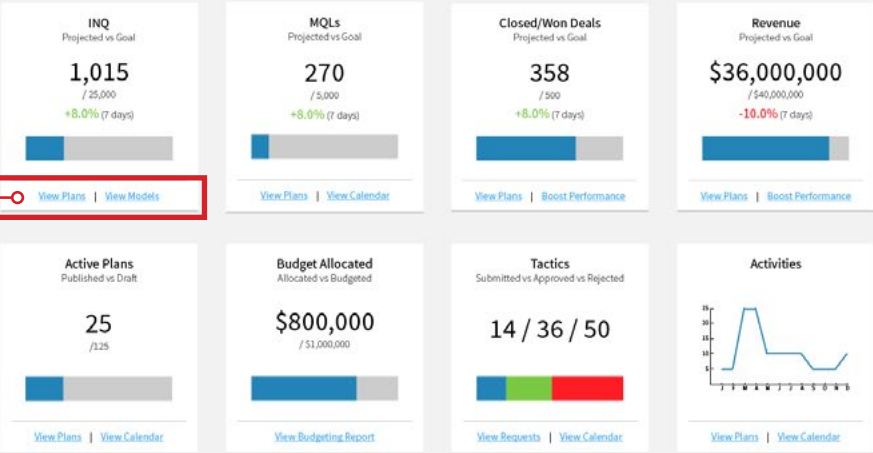 INQ
Projected vs Goal
1,015
/ 25,000
+8.0% (7 days)
View Plans | View Models
MQLs
Projected vs Goal
270
/ 5,000
+8.0% (7 days)
View Plans | View Calendar
Closed/Won Deals
Projected vs Goal
358
/ 500
+8.0% (7 days)
View Plans | Boost Performance
Revenue
Projected vs Goal
$36,000,000
/ $40,000,000
-10.0% (7 days)
View Plans | Boost Performance
Active Plans
Published vs Draft
25
/125
View Plans | View Calendar
Budget Allocated
Allocated vs Budgeted
$800,000
/ $1,000,000
View Budgeting Report
Tactics
Submitted vs Approved vs Rejected
14 / 36 / 50
View Requests | View Calendar
Activities
25
20
15
10
5
J F M A M J J A S O N D
View Plans | View Calendar